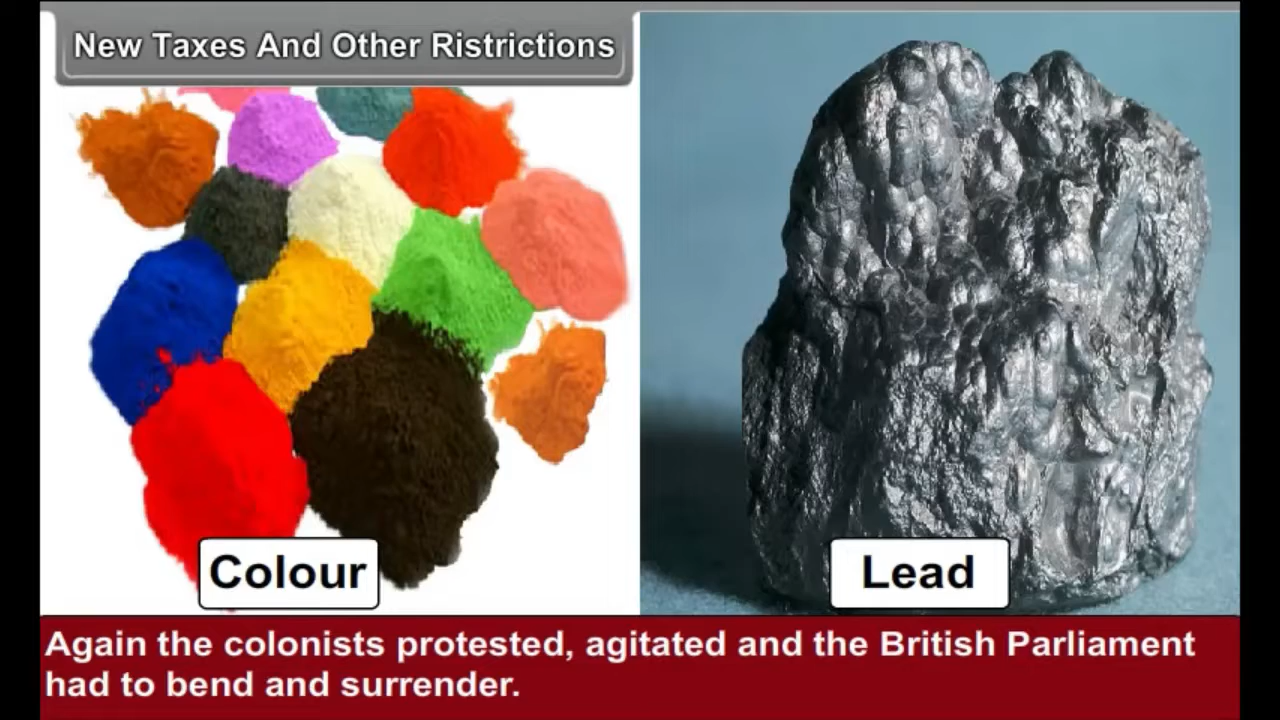 New Taxes And Other Ristrictions
Colour
Lead
Again the colonists protested, agitated and the British Parliament
had to bend and surrender.